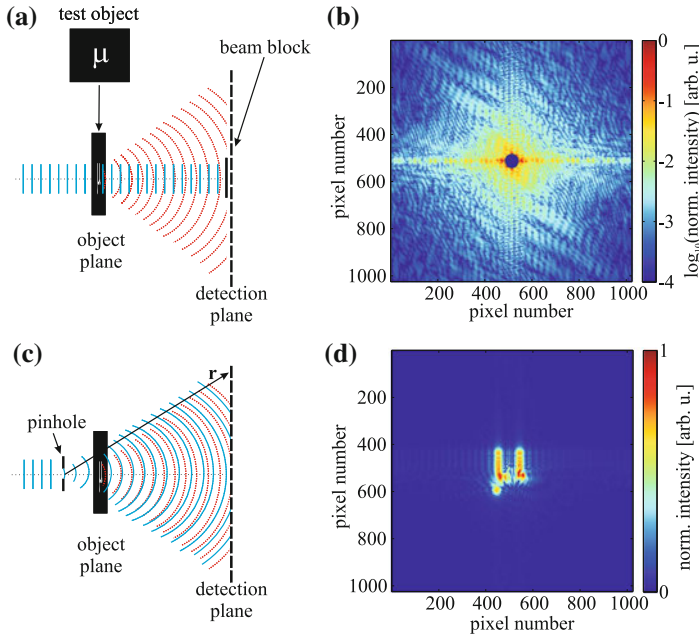 (a)
test object
μ
beam block
object
plane
detection
plane
(b)
pixel number
200
400
600
800
1000
200 400 600 800 1000
pixel number
0
-1
-2
-3
-4
log₁₀(norm. intensity) [arb. u.]
(c)
pinhole
r
object
plane
detection
plane
(d)
pixel number
200
400
600
800
1000
200 400 600 800 1000
pixel number
1
0
norm. intensity [arb. u.]